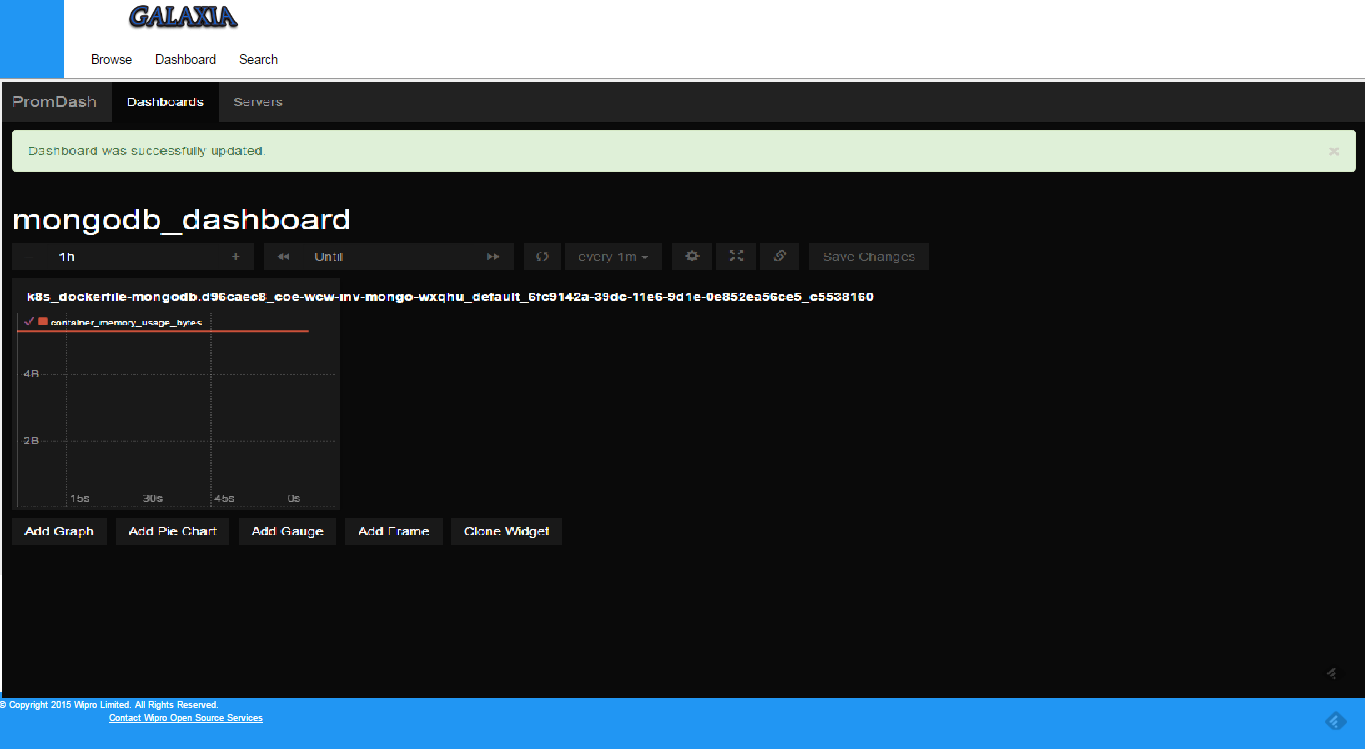 GALAXIA
Browse Dashboard Search
PromDash Dashboards Servers
Dashboard was successfully updated. ×
mongodb_dashboard
1h + Until every 1m Save Changes
k8s_dockerfile-mongodb.d96caec8_coe-wcw-inv-mongo-wxqhu_default_6fc9142a-39dc-11e6-9d1e-0e852ea56ce5_c5538160
container_memory_usage_bytes
4B
2B
15s 30s 45s 0s
Add Graph Add Pie Chart Add Gauge Add Frame Clone Widget
© Copyright 2015 Wipro Limited. All Rights Reserved.
Contact Wipro Open Source Services